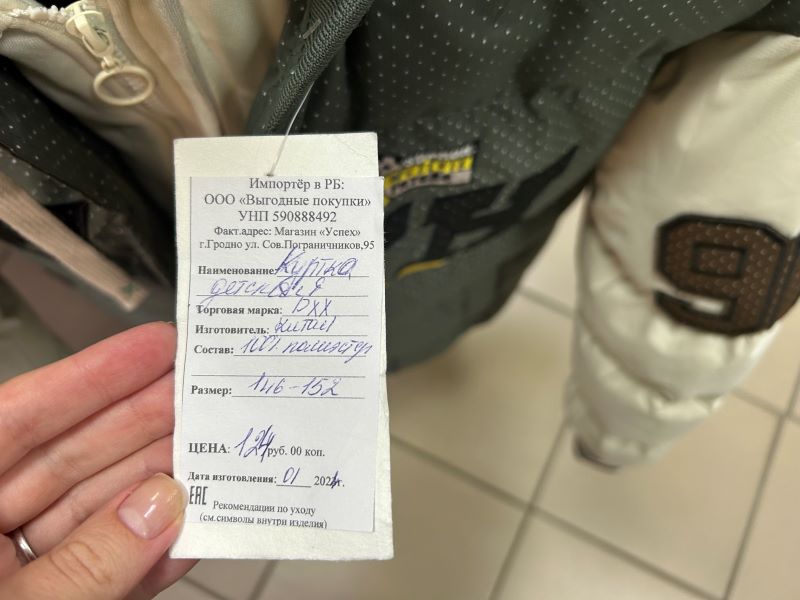 Импортёр в РБ:
ООО «Выгодные покупки»
УНП 590888492
Факт.адрес: Магазин «Успех»
г.Гродно ул. Сов.Пограничников,95
Наименование: Куртка
детская
Торговая марка: DXX
Изготовитель: Китай
Состав: 100% полиэстер
Размер: 146-152
ЦЕНА: 124 руб. 00 коп.
Дата изготовления: 01 2024г.
EAC
Рекомендации по уходу
(см.символы внутри изделия)
9